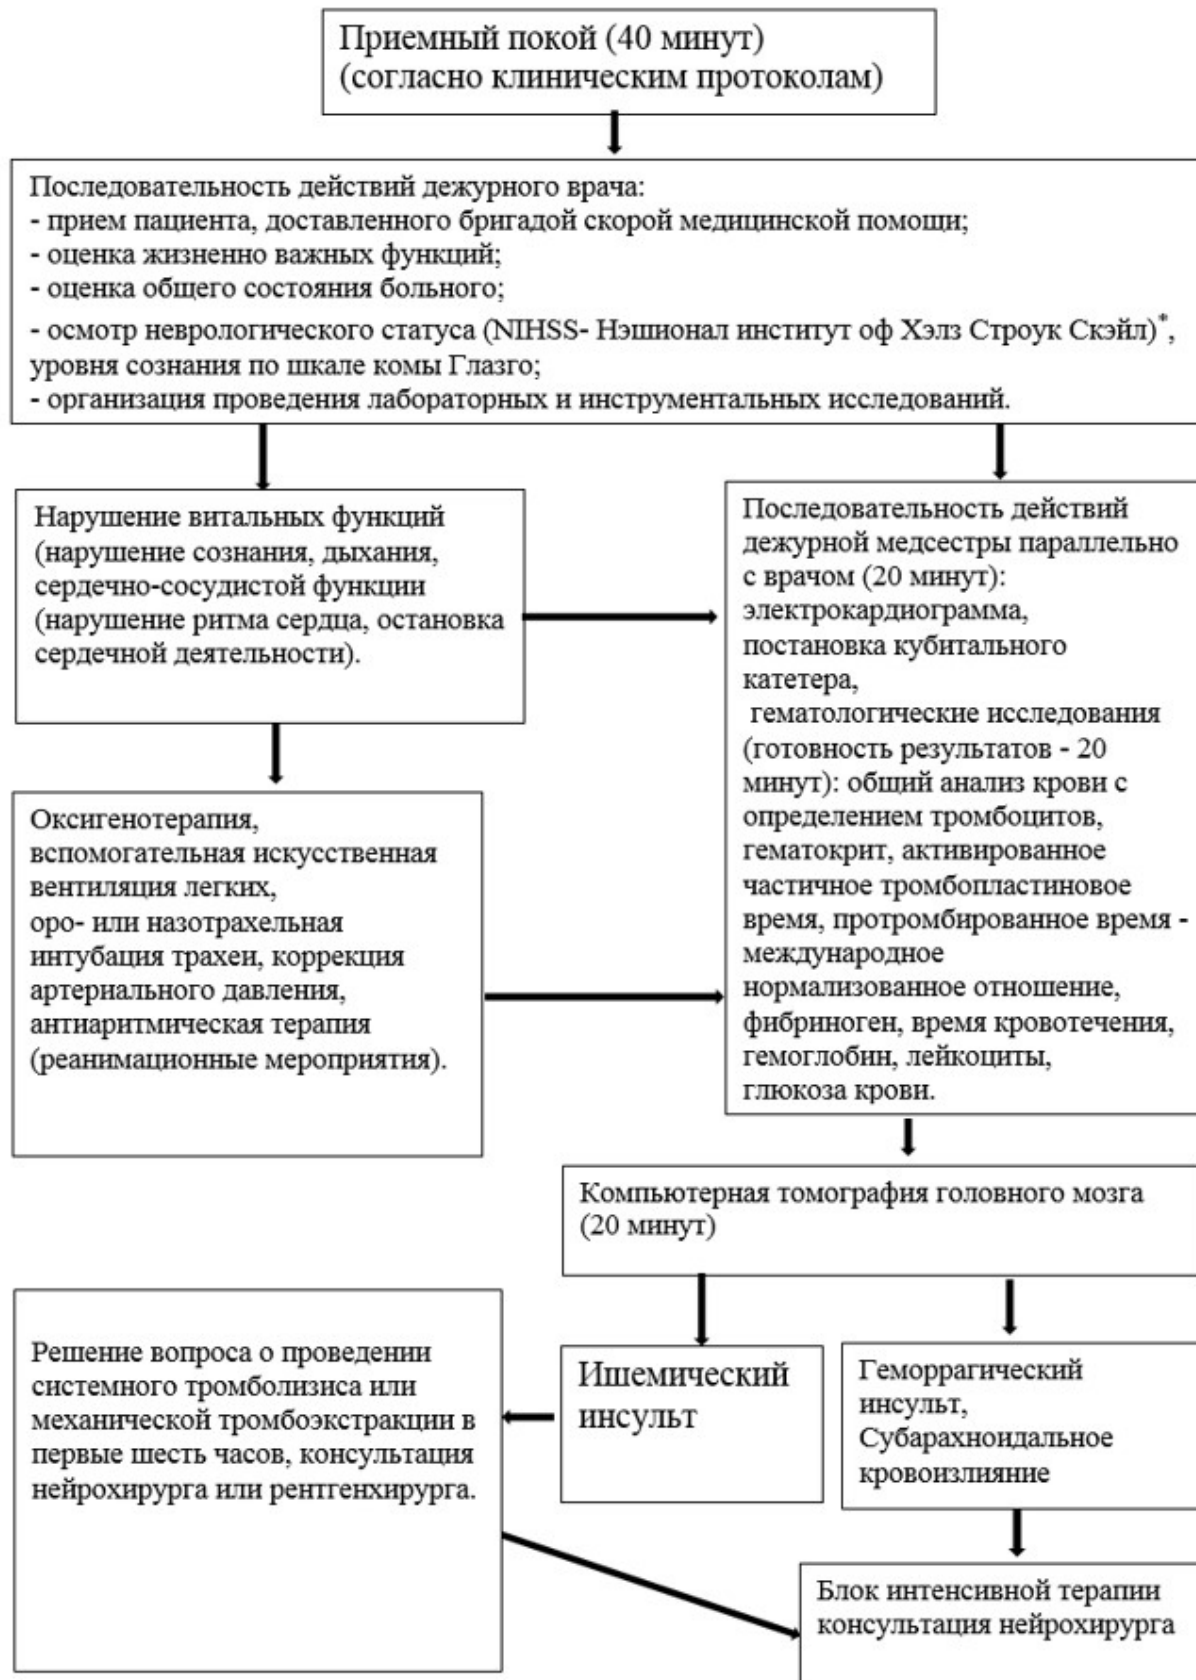 Приемный покой (40 минут)
(согласно клиническим протоколам)
Последовательность действий дежурного врача:
- прием пациента, доставленного бригадой скорой медицинской помощи;
- оценка жизненно важных функций;
- оценка общего состояния больного;
- осмотр неврологического статуса (NIHSS- Нэшионал институт оф Хэлз Строук Скэйл)*,
уровня сознания по шкале комы Глазго;
- организация проведения лабораторных и инструментальных исследований.
Нарушение витальных функций
(нарушение сознания, дыхания,
сердечно-сосудистой функции
(нарушение ритма сердца, остановка
сердечной деятельности).
Последовательность действий
дежурной медсестры параллельно
с врачом (20 минут):
электрокардиограмма,
постановка кубитального
катетера,
гематологические исследования
(готовность результатов - 20
минут): общий анализ крови с
определением тромбоцитов,
гематокрит, активированное
частичное тромбопластиновое
время, протромбированное время -
международное
нормализованное отношение,
фибриноген, время кровотечения,
гемоглобин, лейкоциты,
глюкоза крови.
Оксигенотерапия,
вспомогательная искусственная
вентиляция легких,
оро- или назотрахельная
интубация трахеи, коррекция
артериального давления,
антиаритмическая терапия
(реанимационные мероприятия).
Компьютерная томография головного мозга
(20 минут)
Решение вопроса о проведении
системного тромболизиса или
механической тромбоэкстракции в
первые шесть часов, консультация
нейрохирурга или рентгенхирурга.
Ишемический
инсульт
Геморрагический
инсульт,
Субарахноидальное
кровоизлияние
Блок интенсивной терапии
консультация нейрохирурга